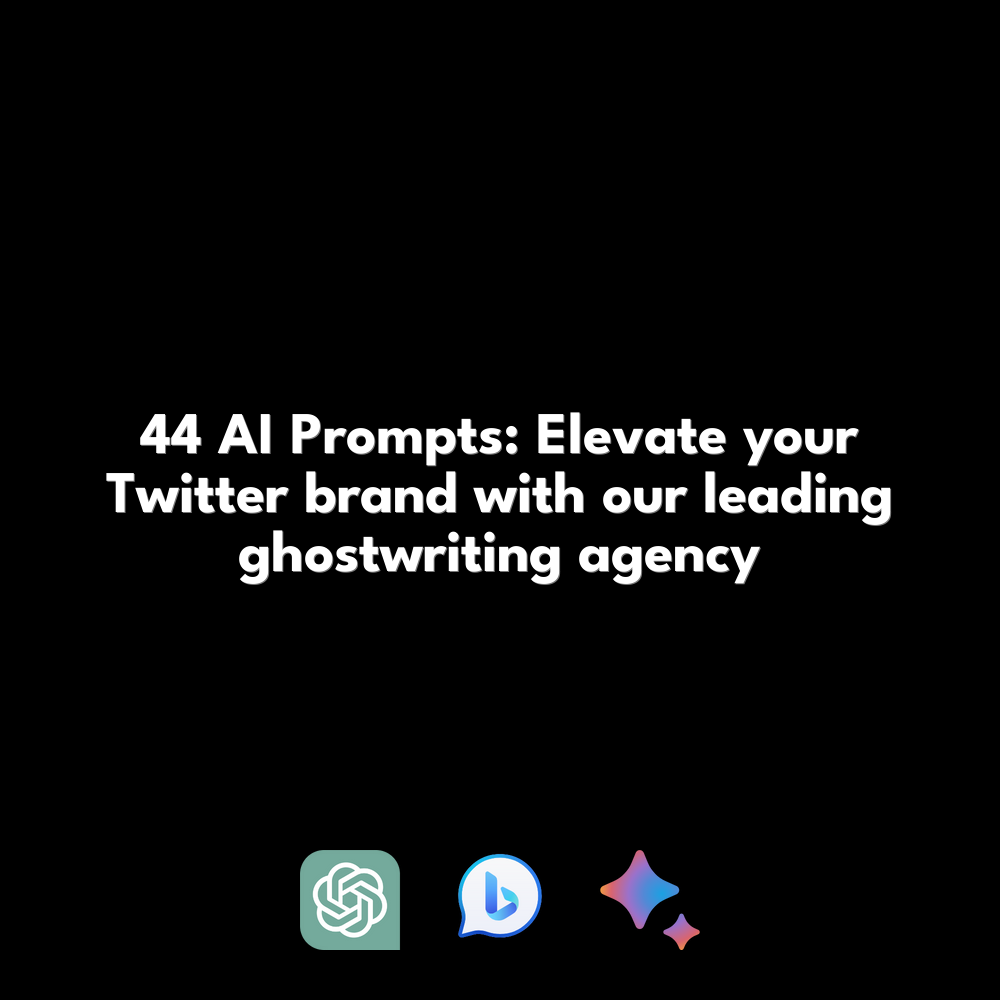 44 AI Prompts: Elevate your
Twitter brand with our leading
ghostwriting agency